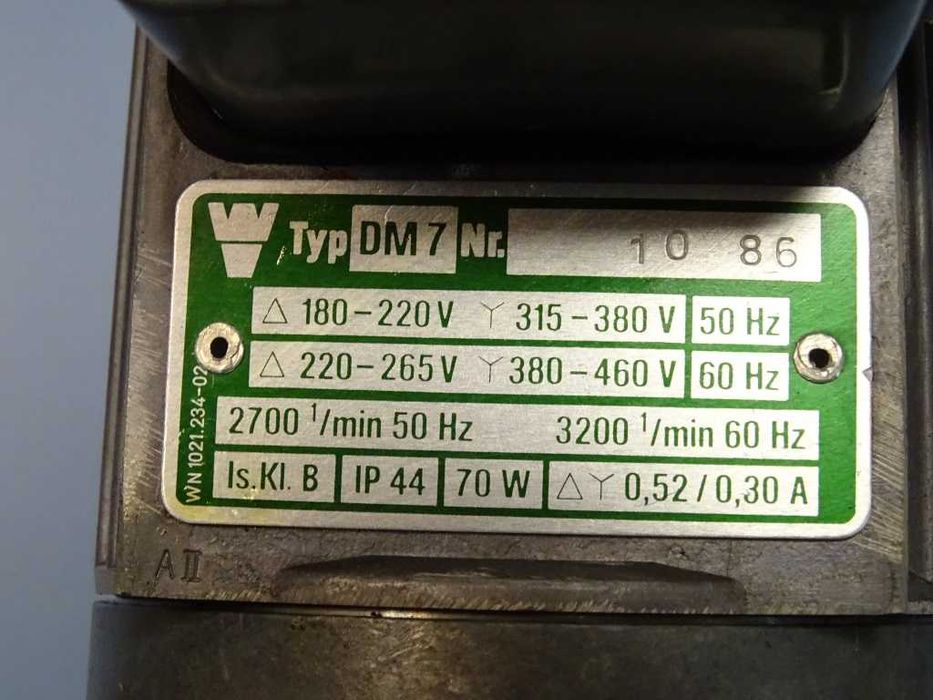 W Typ DM 7 Nr. 10 86
△ 180-220 V Y 315-380 V 50 Hz
△ 220-265 V Y 380-460 V 60 Hz
2700 1/min 50 Hz 3200 1/min 60 Hz
Is.Kl. B IP 44 70 W △ Y 0,52/0,30 A
WN 1021.234-02
A II